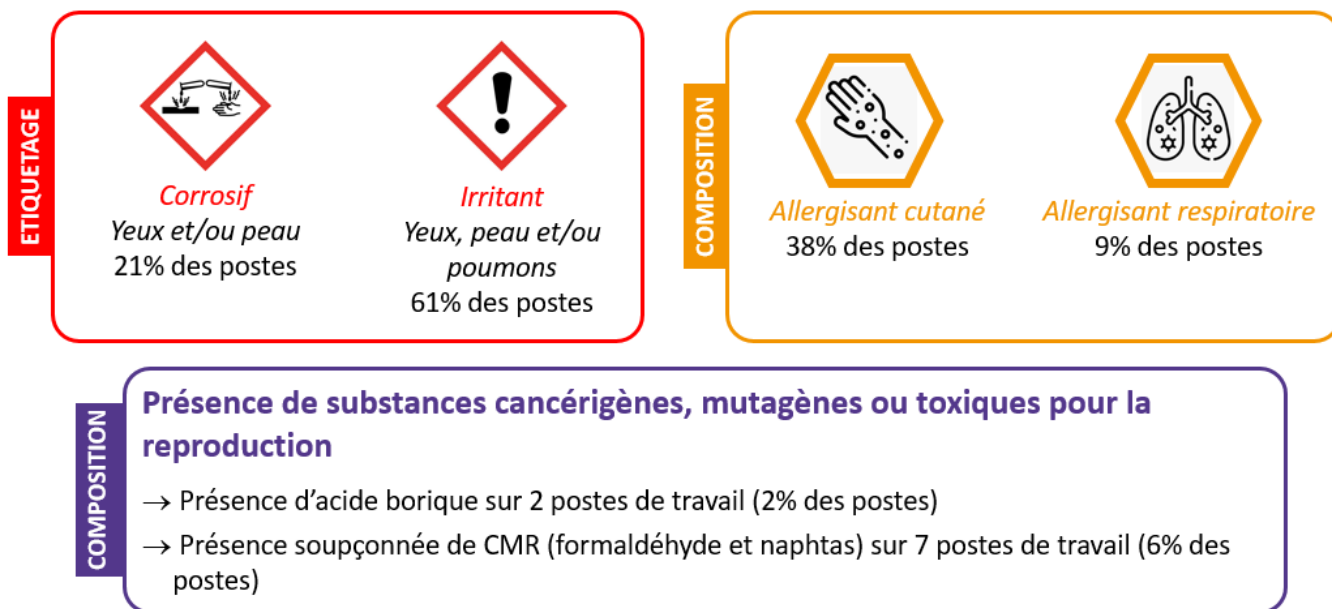 ETIQUETAGE
Corrosif
Yeux et/ou peau
21% des postes
Irritant
Yeux, peau et/ou
poumons
61% des postes
COMPOSITION
Allergisant cutané
38% des postes
Allergisant respiratoire
9% des postes
COMPOSITION
Présence de substances cancérigènes, mutagènes ou toxiques pour la
reproduction
→ Présence d’acide borique sur 2 postes de travail (2% des postes)
→ Présence soupçonnée de CMR (formaldéhyde et naphtas) sur 7 postes de travail (6% des
postes)